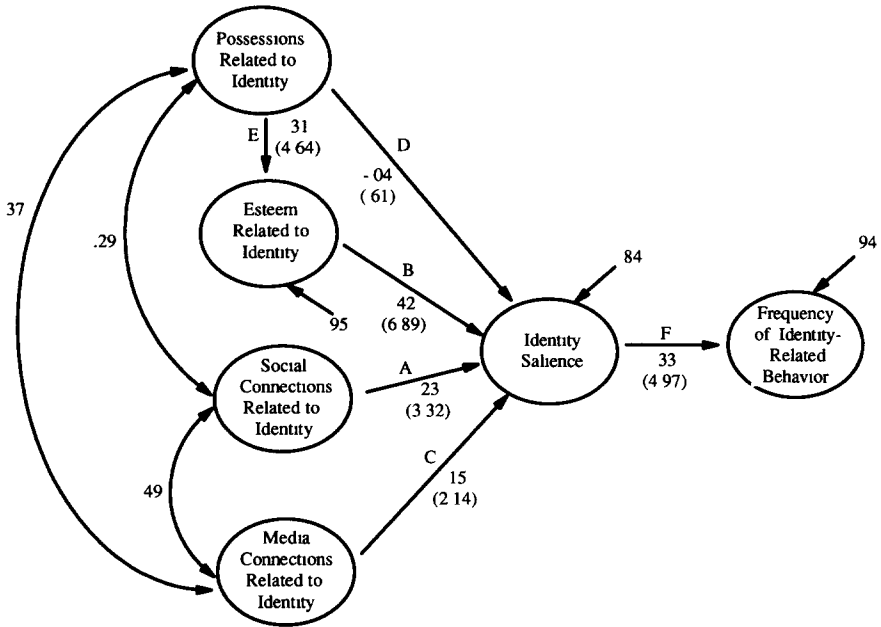 Possessions
Related to
Identity
E
31
(4 64)
D
- 04
( 61)
37
.29
Esteem
Related to
Identity
95
B
42
(6 89)
84
94
Identity
Salience
F
33
(4 97)
Frequency
of Identity-
Related
Behavior
Social
Connections
Related to
Identity
A
23
(3 32)
49
C
15
(2 14)
Media
Connections
Related to
Identity